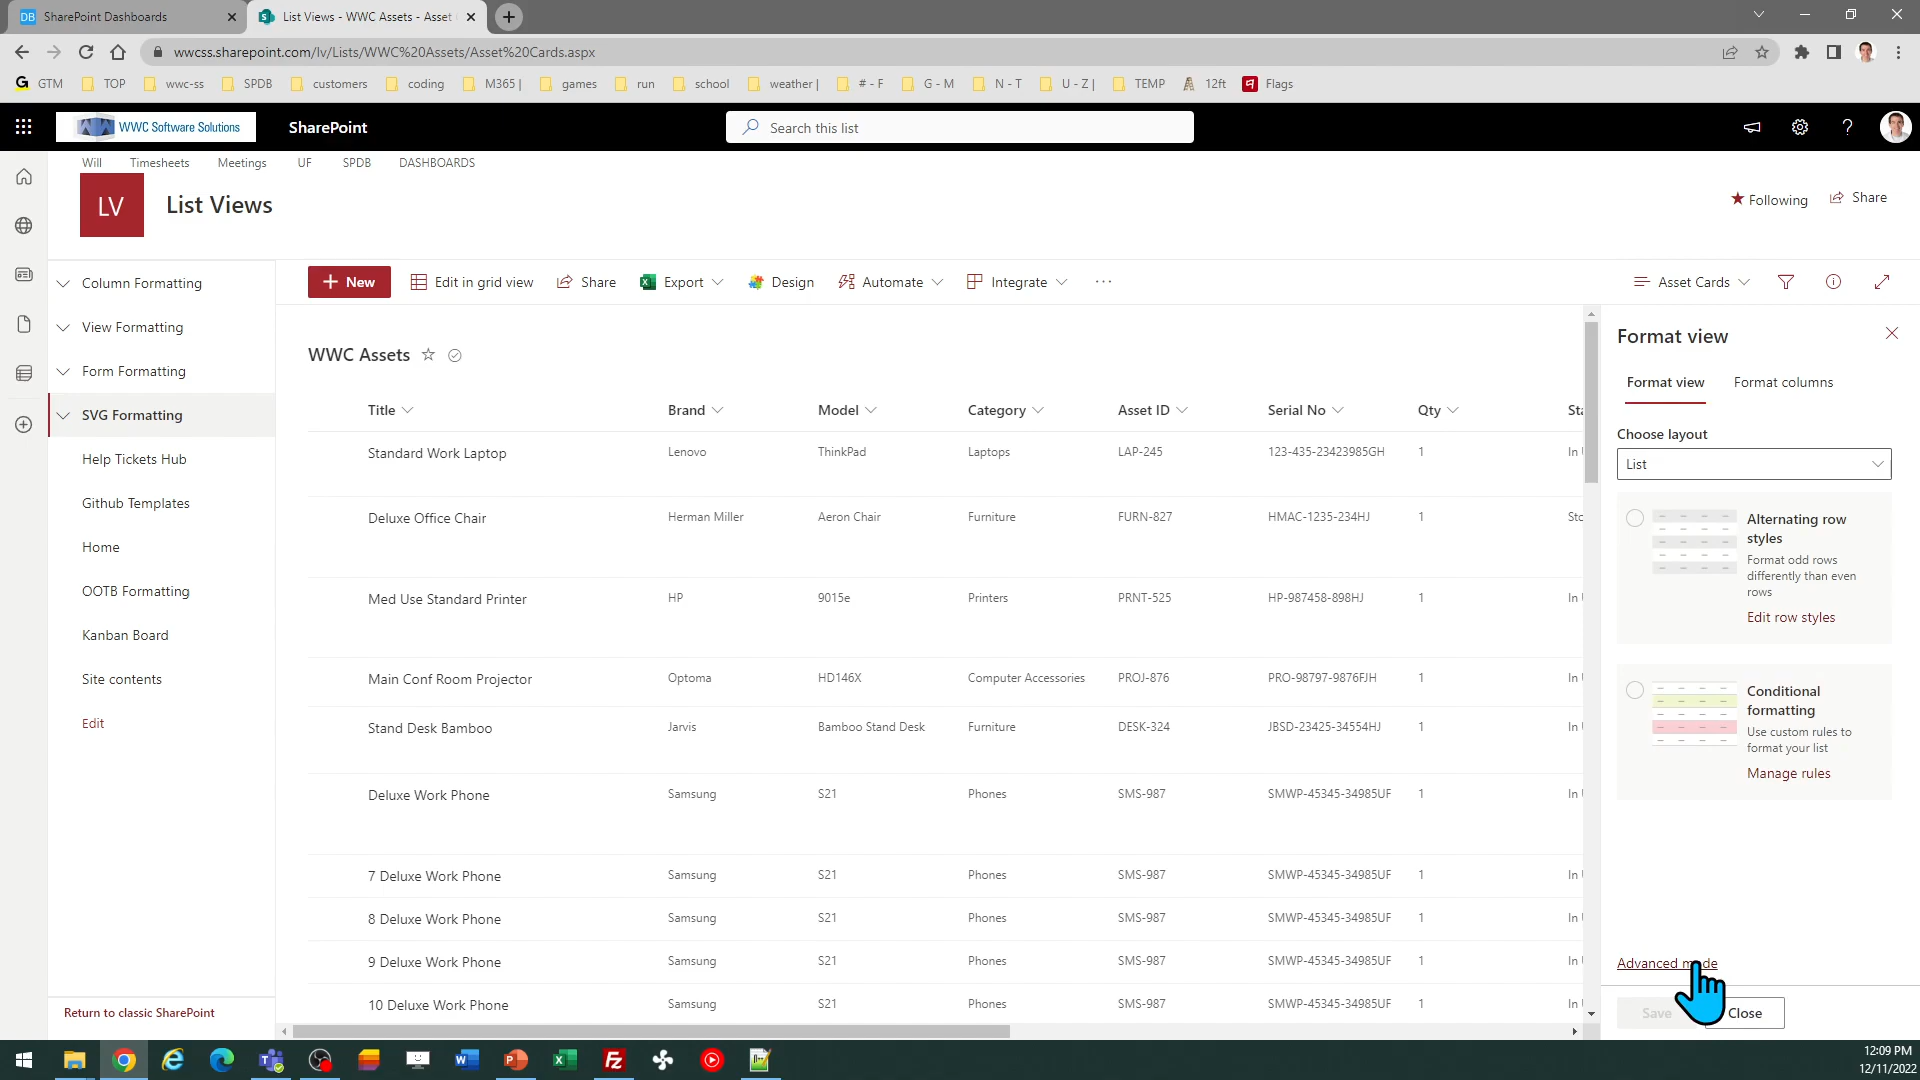 SharePoint Dashboards
List Views - WWC Assets - Asset
wwcss.sharepoint.com/lv/Lists/WWC%20Assets/Asset%20Cards.aspx
GTM TOP wwc-ss SPDB customers coding M365 | games run school weather | # - F G - M N - T U - Z | TEMP 12ft Flags
WWC Software Solutions SharePoint Search this list
Will Timesheets Meetings UF SPDB DASHBOARDS
LV List Views
Following Share
Column Formatting
View Formatting
Form Formatting
SVG Formatting
Help Tickets Hub
Github Templates
Home
OOTB Formatting
Kanban Board
Site contents
Edit
Return to classic SharePoint
New Edit in grid view Share Export Design Automate Integrate ··· Asset Cards
WWC Assets
Title Brand Model Category Asset ID Serial No Qty Sta
Standard Work Laptop Lenovo ThinkPad Laptops LAP-245 123-435-23423985GH 1 In
Deluxe Office Chair Herman Miller Aeron Chair Furniture FURN-827 HMAC-1235-234HJ 1 Sto
Med Use Standard Printer HP 9015e Printers PRNT-525 HP-987458-898HJ 1 In
Main Conf Room Projector Optoma HD146X Computer Accessories PROJ-876 PRO-98797-9876FJH 1 In
Stand Desk Bamboo Jarvis Bamboo Stand Desk Furniture DESK-324 JBSD-23425-34554HJ 1 In
Deluxe Work Phone Samsung S21 Phones SMS-987 SMWP-45345-34985UF 1 In
7 Deluxe Work Phone Samsung S21 Phones SMS-987 SMWP-45345-34985UF 1 In
8 Deluxe Work Phone Samsung S21 Phones SMS-987 SMWP-45345-34985UF 1 In
9 Deluxe Work Phone Samsung S21 Phones SMS-987 SMWP-45345-34985UF 1 In
10 Deluxe Work Phone Samsung S21 Phones SMS-987 SMWP-45345-34985UF 1 In
Format view
Format view Format columns
Choose layout
List
Alternating row
styles
Format odd rows
differently than even
rows
Edit row styles
Conditional
formatting
Use custom rules to
format your list
Manage rules
Advanced mode
Save Close
12:09 PM
12/11/2022